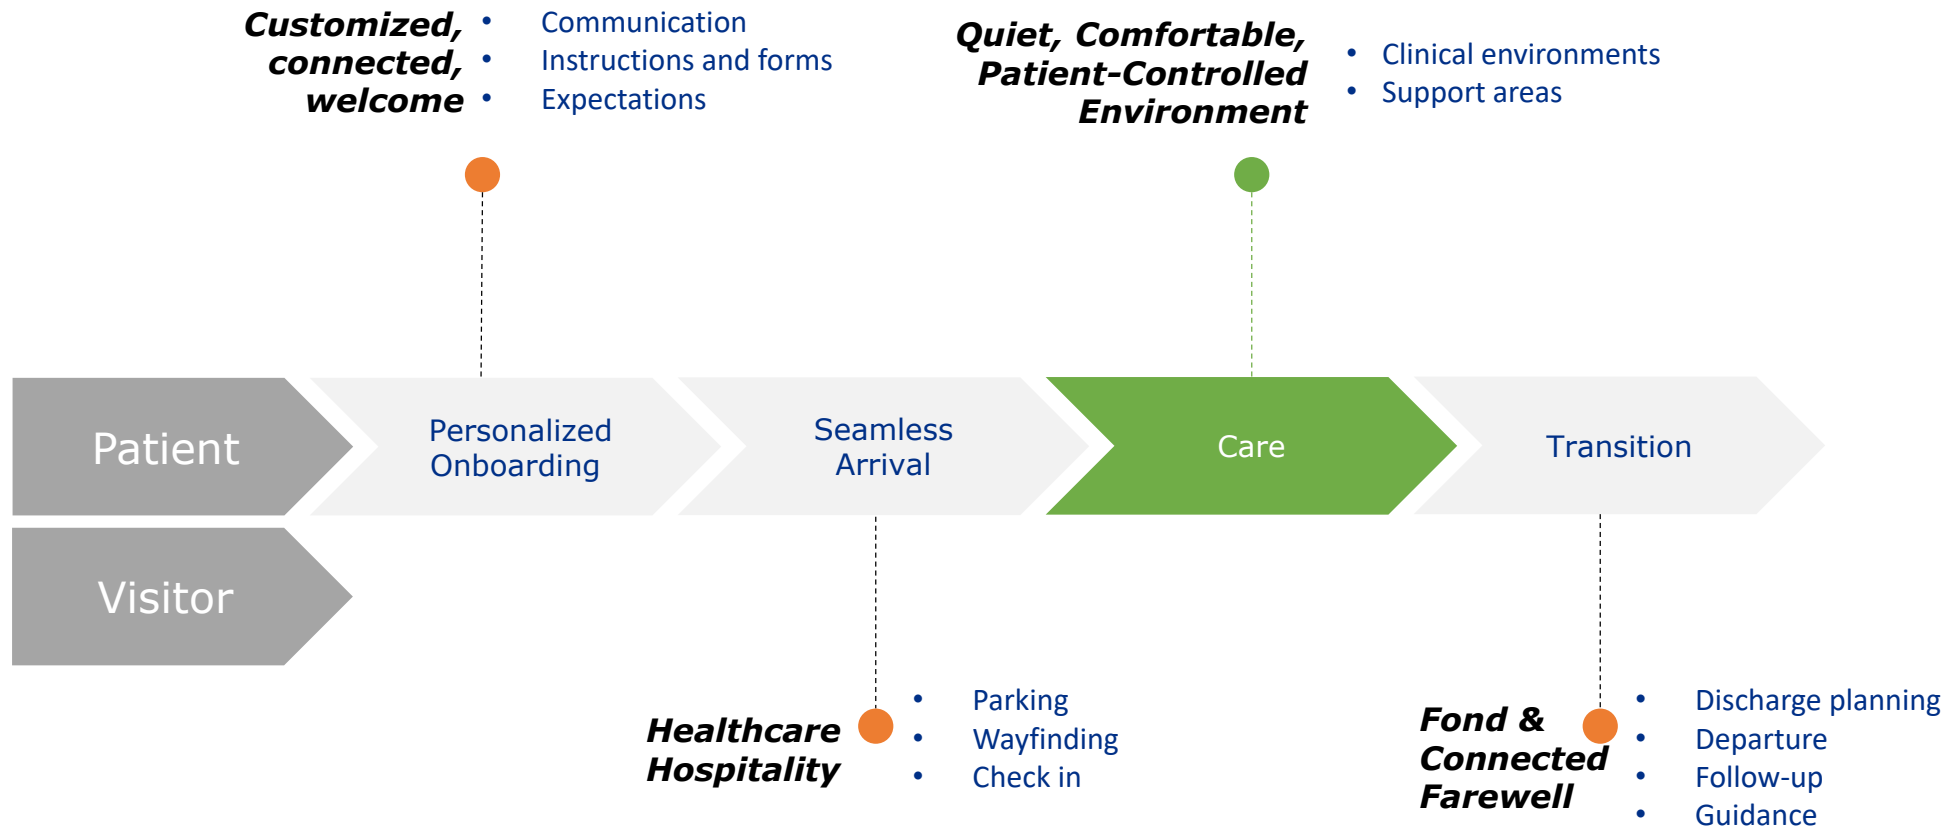 Customized,
connected,
welcome
• Communication
• Instructions and forms
• Expectations
Quiet, Comfortable,
Patient-Controlled
Environment
• Clinical environments
• Support areas
Patient
Personalized
Onboarding
Seamless
Arrival
Care
Transition
Visitor
Healthcare
Hospitality
• Parking
• Wayfinding
• Check in
Fond &
Connected
Farewell
• Discharge planning
• Departure
• Follow-up
• Guidance